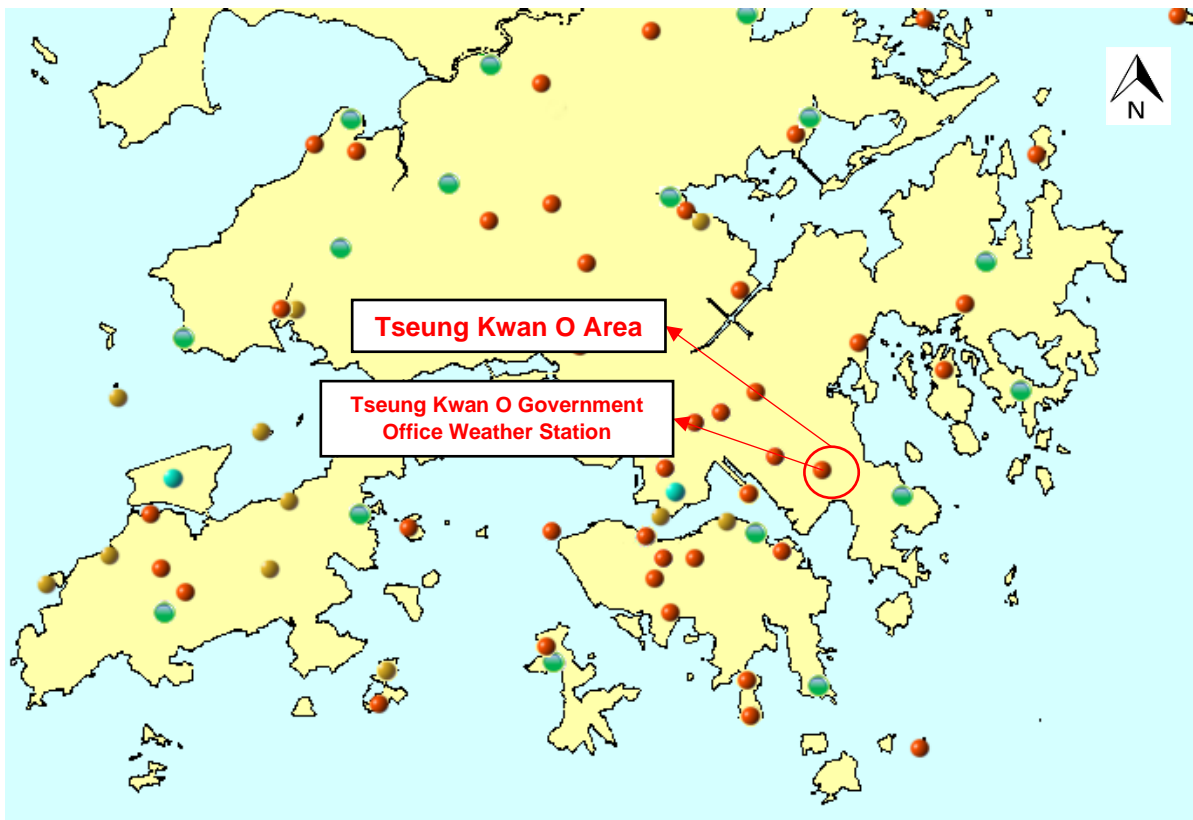 N
Tseung Kwan O Area
Tseung Kwan O Government
Office Weather Station